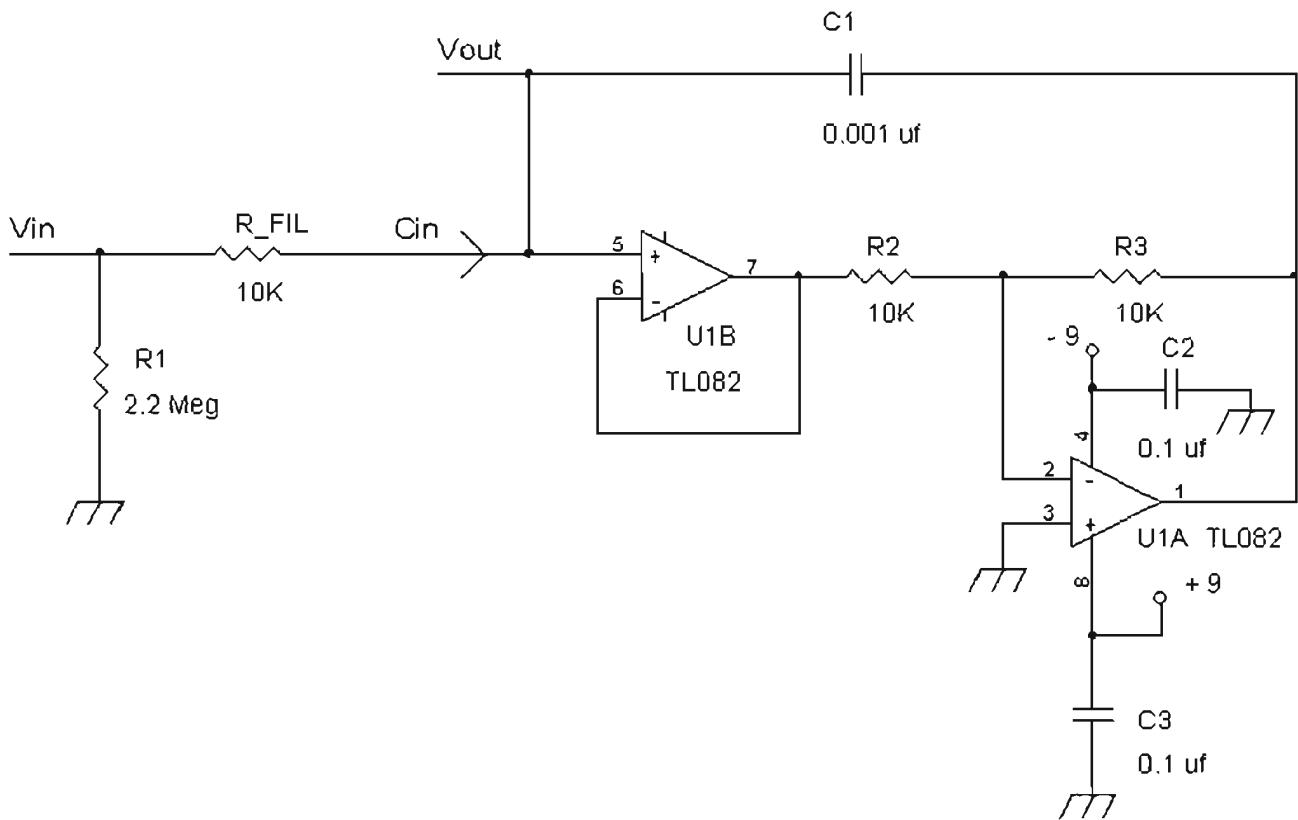 C1
Vout
0.001 uf
Vin
R_FIL
Cin
10K
5
+
6
-
7
U1B
TL082
R2
10K
R3
10K
R1
2.2 Meg
- 9
C2
0.1 uf
4
2
-
3
+
1
U1A TL082
8
+ 9
C3
0.1 uf